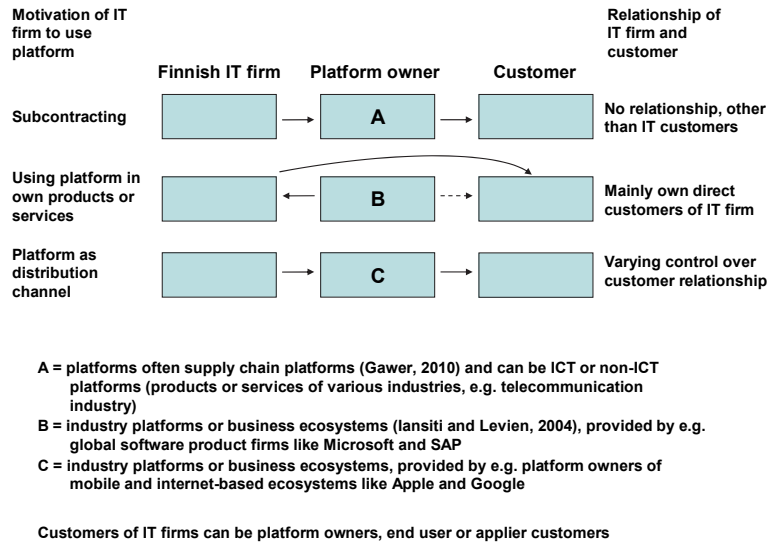 Motivation of IT
firm to use
platform
Relationship of
IT firm and
customer
Finnish IT firm
Platform owner
Customer
Subcontracting
A
No relationship, other
than IT customers
Using platform in
own products or
services
B
Mainly own direct
customers of IT firm
Platform as
distribution
channel
C
Varying control over
customer relationship
A = platforms often supply chain platforms (Gawer, 2010) and can be ICT or non-ICT
platforms (products or services of various industries, e.g. telecommunication
industry)
B = industry platforms or business ecosystems (Iansiti and Levien, 2004), provided by e.g.
global software product firms like Microsoft and SAP
C = industry platforms or business ecosystems, provided by e.g. platform owners of
mobile and internet-based ecosystems like Apple and Google
Customers of IT firms can be platform owners, end user or applier customers